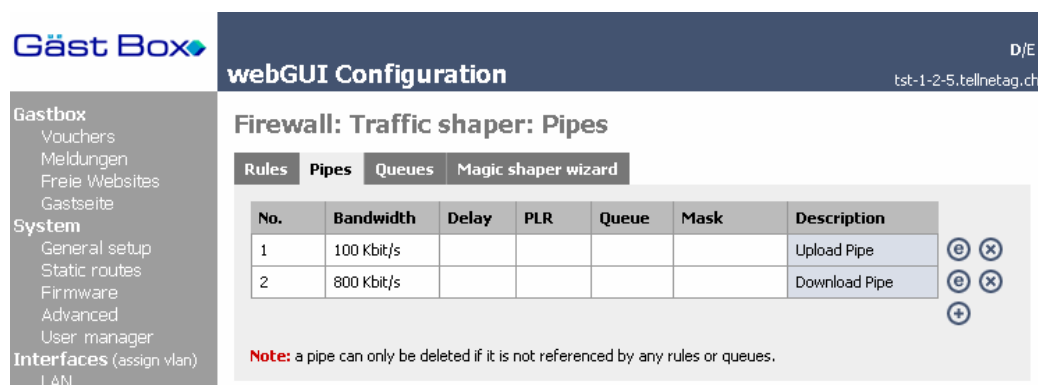 Gäst Box
D/E
webGUI Configuration
tst-1-2-5.tellnetag.ch
Gastbox
Vouchers
Meldungen
Freie Websites
Gastseite
System
General setup
Static routes
Firmware
Advanced
User manager
Interfaces (assign vlan)
LAN
Firewall: Traffic shaper: Pipes
Rules Pipes Queues Magic shaper wizard
No. Bandwidth Delay PLR Queue Mask Description
1 100 Kbit/s Upload Pipe
2 800 Kbit/s Download Pipe
Note: a pipe can only be deleted if it is not referenced by any rules or queues.